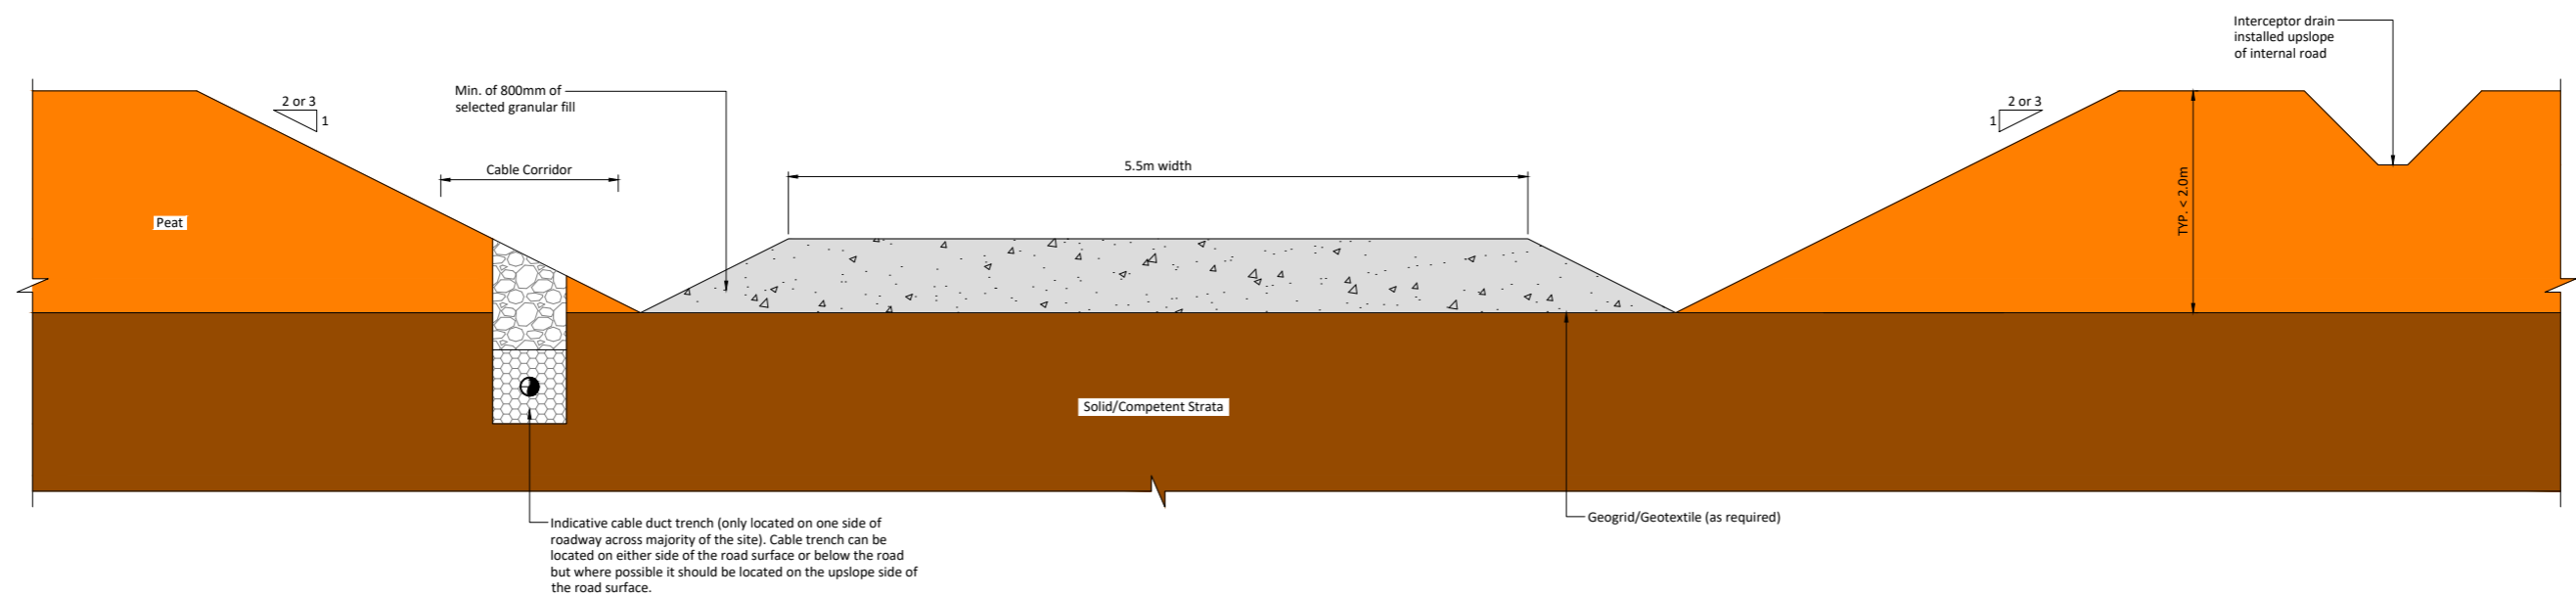 Interceptor drain
installed upslope
of internal road
Min. of 800mm of
selected granular fill
2 or 3
1
2 or 3
1
Cable Corridor
5.5m width
Peat
TYP. < 2.0m
Solid/Competent Strata
Geogrid/Geotextile (as required)
Indicative cable duct trench (only located on one side of
roadway across majority of the site). Cable trench can be
located on either side of the road surface or below the road
but where possible it should be located on the upslope side of
the road surface.